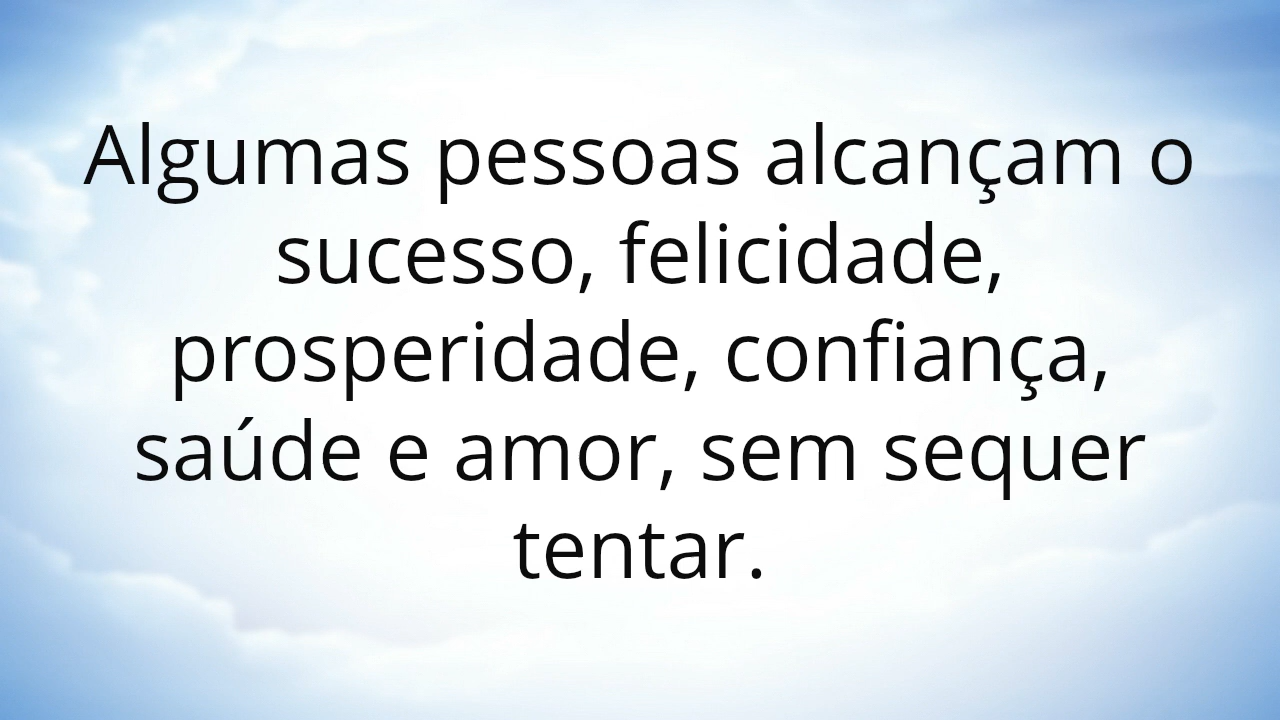 Algumas pessoas alcançam o
sucesso, felicidade,
prosperidade, confiança,
saúde e amor, sem sequer
tentar.